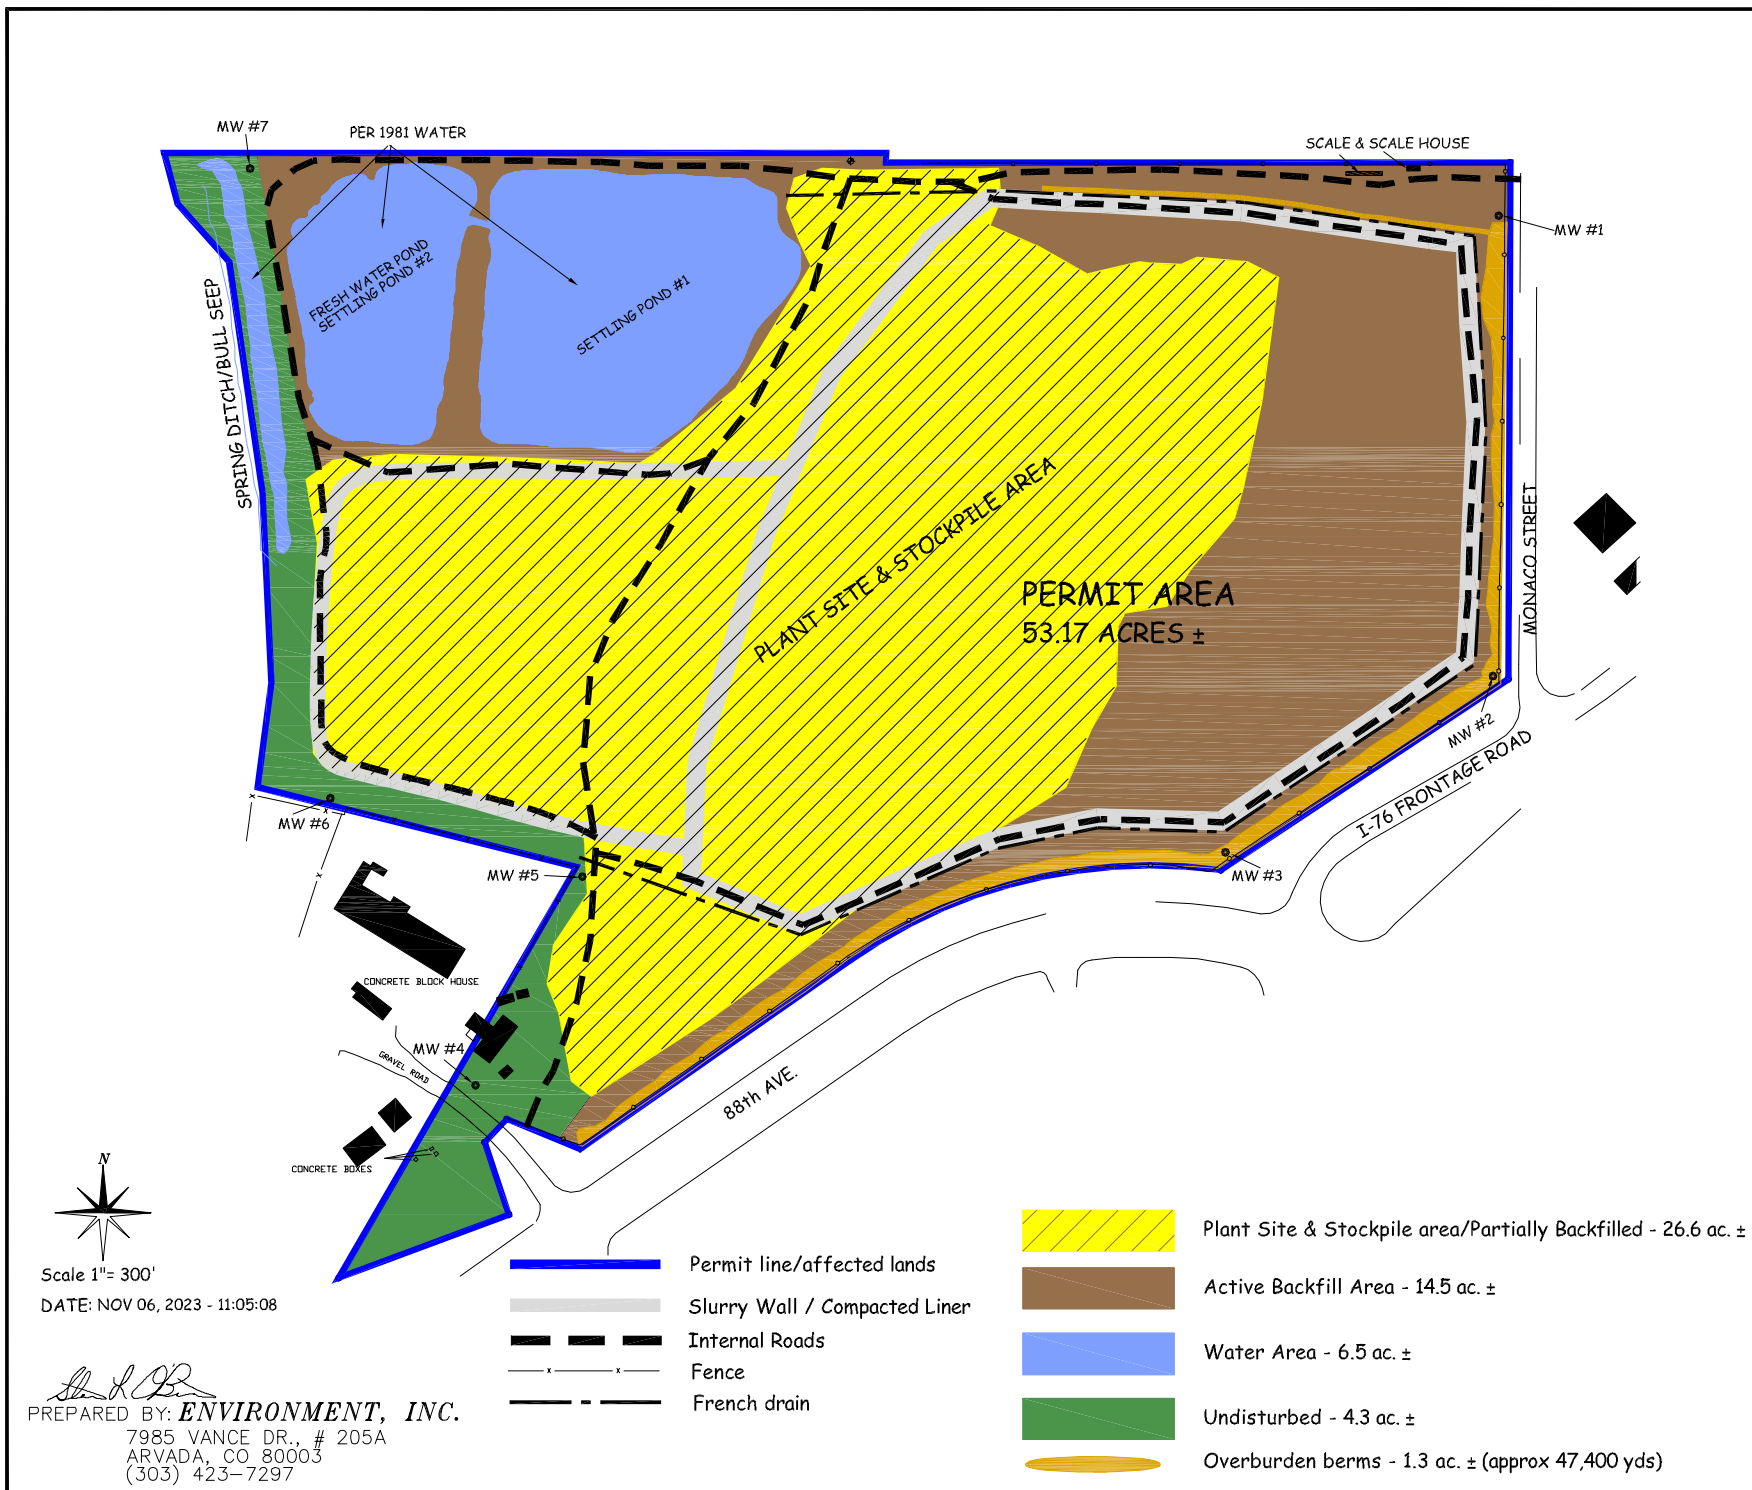 MW #7
PER 1981 WATER
SCALE & SCALE HOUSE
MW #1
FRESH WATER POND
SETTLING POND #2
SETTLING POND #1
SPRING DITCH/BULL SEEP
PLANT SITE & STOCKPILE AREA
PERMIT AREA
53.17 ACRES ±
MONACO STREET
MW #2
I-76 FRONTAGE ROAD
MW #6
MW #5
MW #3
CONCRETE BLOCK HOUSE
MW #4
GRAVEL ROAD
88th AVE.
CONCRETE BOXES
N
Scale 1"= 300'
DATE: NOV 06, 2023 - 11:05:08
PREPARED BY: ENVIRONMENT, INC.
7985 VANCE DR., # 205A
ARVADA, CO 80003
(303) 423-7297
Permit line/affected lands
Slurry Wall / Compacted Liner
Internal Roads
Fence
French drain
Plant Site & Stockpile area/Partially Backfilled - 26.6 ac. ±
Active Backfill Area - 14.5 ac. ±
Water Area - 6.5 ac. ±
Undisturbed - 4.3 ac. ±
Overburden berms - 1.3 ac. ± (approx 47,400 yds)